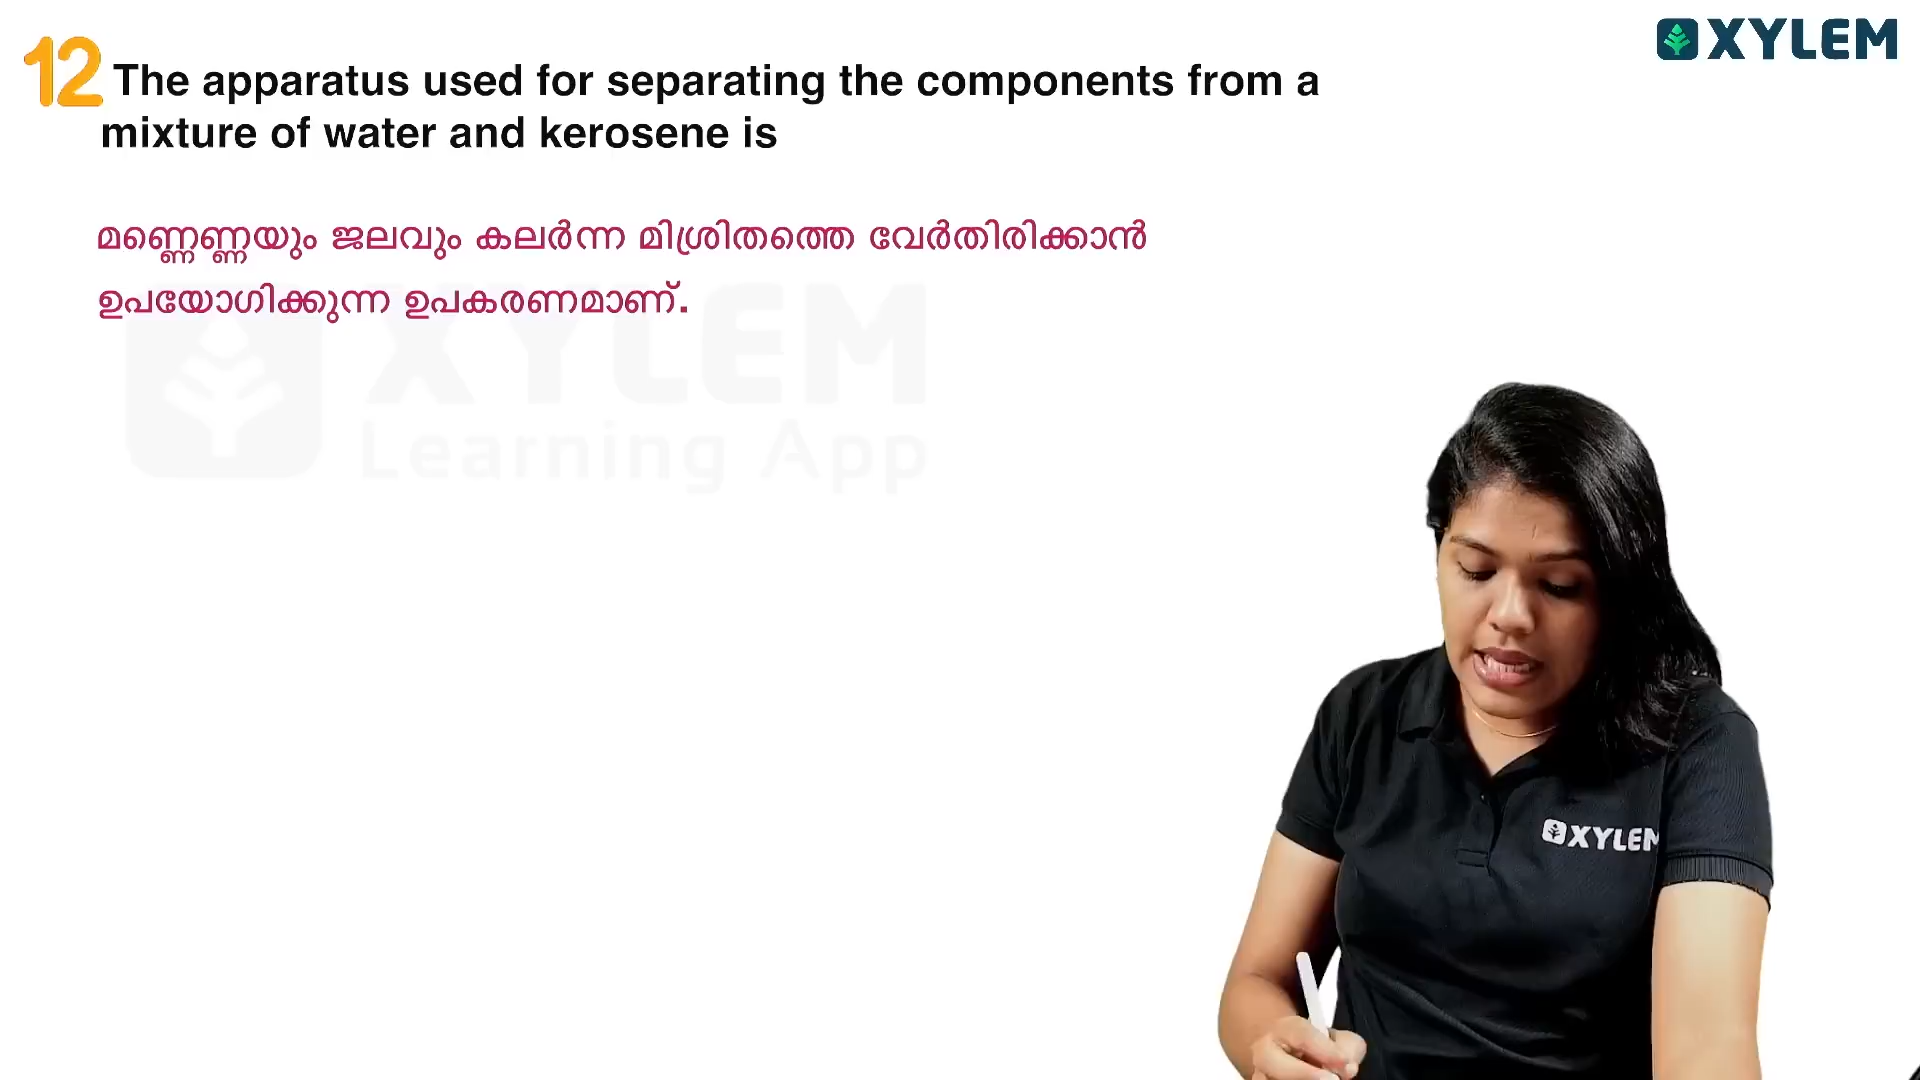 XYLEM
12 The apparatus used for separating the components from a
mixture of water and kerosene is
മണ്ണെണ്ണയും ജലവും കലർന്ന മിശ്രിതത്തെ വേർതിരിക്കാൻ
ഉപയോഗിക്കുന്ന ഉപകരണമാണ്.
XYLEM
Learning App
XYLEM